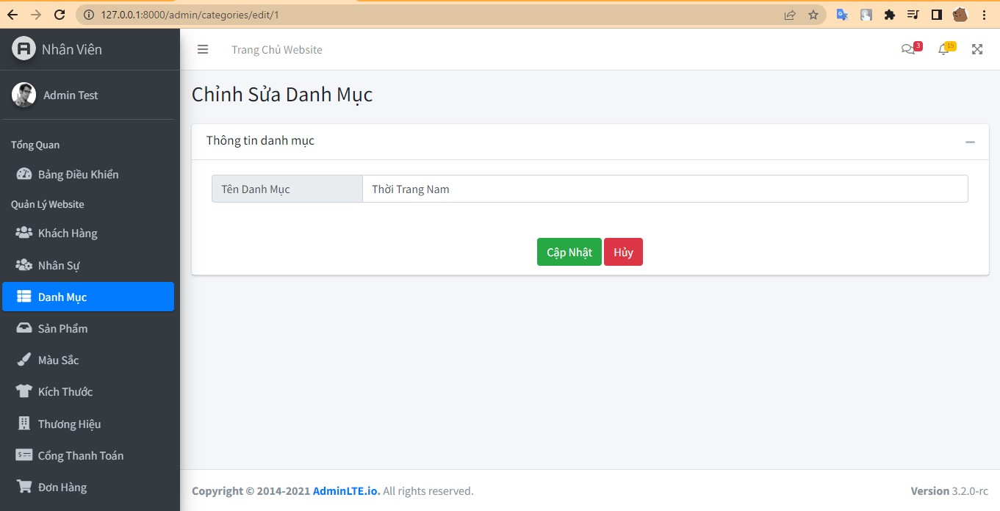 127.0.0.1:8000/admin/categories/edit/1
Nhân Viên
Trang Chủ Website
3
15
Admin Test
Chỉnh Sửa Danh Mục
Thông tin danh mục
Tổng Quan
Bảng Điều Khiển
Tên Danh Mục
Thời Trang Nam
Quản Lý Website
Khách Hàng
Cập Nhật
Hủy
Nhân Sự
Danh Mục
Sản Phẩm
Màu Sắc
Kích Thước
Thương Hiệu
Cổng Thanh Toán
Đơn Hàng
Copyright © 2014-2021 AdminLTE.io. All rights reserved.
Version 3.2.0-rc